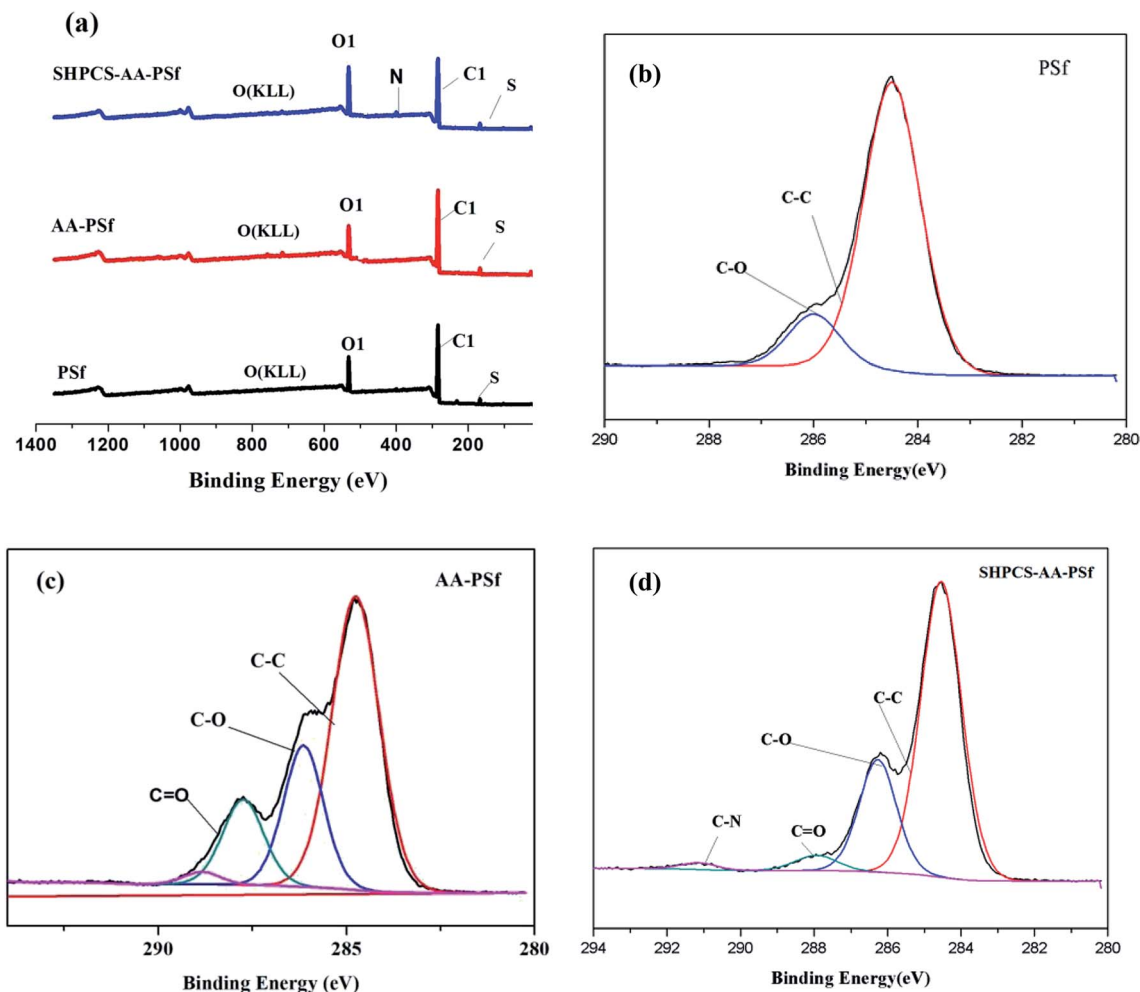 (a)
O1
SHPCS-AA-PSf
O(KLL)
N
C1
S
AA-PSf
O(KLL)
O1
C1
S
PSf
O(KLL)
O1
C1
S
1400 1200 1000 800 600 400 200
Binding Energy (eV)
(b)
PSf
C-C
C-O
290 288 286 284 282 280
Binding Energy(eV)
(c)
AA-PSf
C-C
C-O
C=O
290 285 280
Binding Energy (eV)
(d)
SHPCS-AA-PSf
C-C
C-O
C-N
C=O
294 292 290 288 286 284 282 280
Binding Energy(eV)